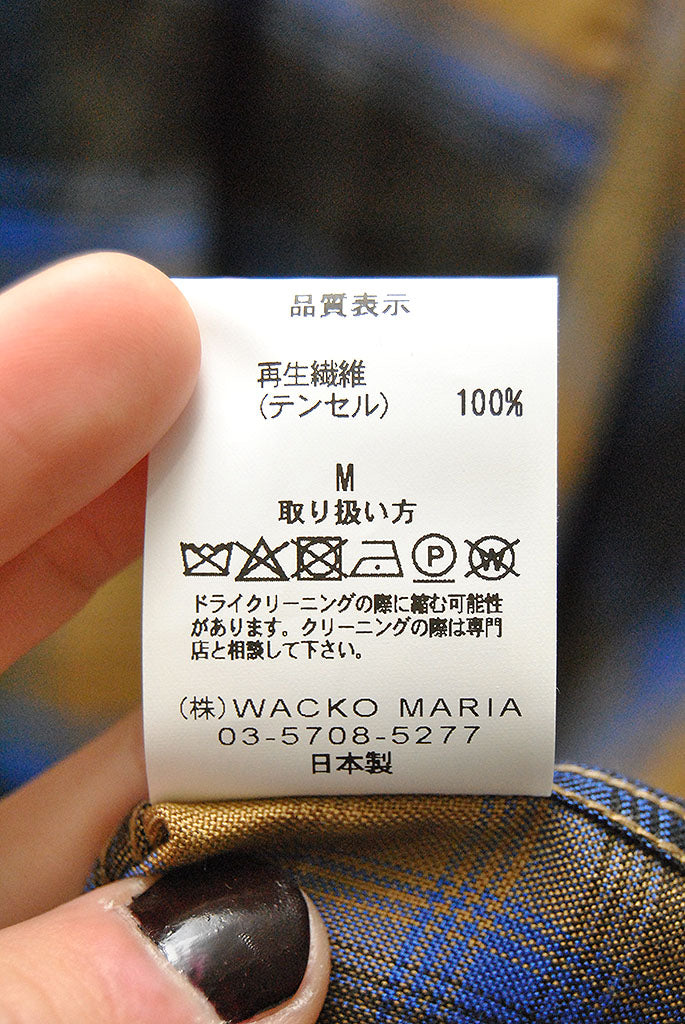 品質表示
再生繊維
(テンセル) 100%
M
取り扱い方
P W
ドライクリーニングの際に縮む可能性
があります。クリーニングの際は専門
店と相談して下さい。
(株)WACKO MARIA
03-5708-5277
日本製